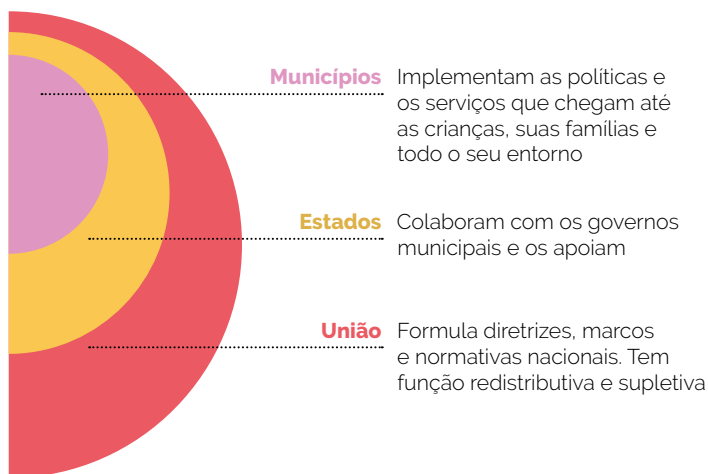 Municípios
Implementam as políticas e
os serviços que chegam até
as crianças, suas famílias e
todo o seu entorno
Estados
Colaboram com os governos
municipais e os apoiam
União
Formula diretrizes, marcos
e normativas nacionais. Tem
função redistributiva e supletiva